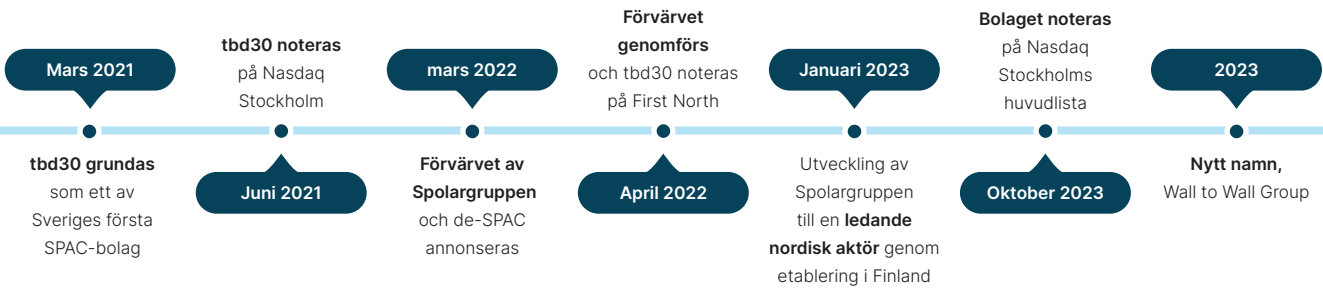 Mars 2021
tbd30 grundas
som ett av
Sveriges första
SPAC-bolag
tbd30 noteras
på Nasdaq
Stockholm
Juni 2021
mars 2022
Förvärvet av
Spolargruppen
och de-SPAC
annonseras
Förvärvet
genomförs
och tbd30 noteras
på First North
April 2022
Januari 2023
Utveckling av
Spolargruppen
till en ledande
nordisk aktör genom
etablering i Finland
Bolaget noteras
på Nasdaq
Stockholms
huvudlista
Oktober 2023
2023
Nytt namn,
Wall to Wall Group